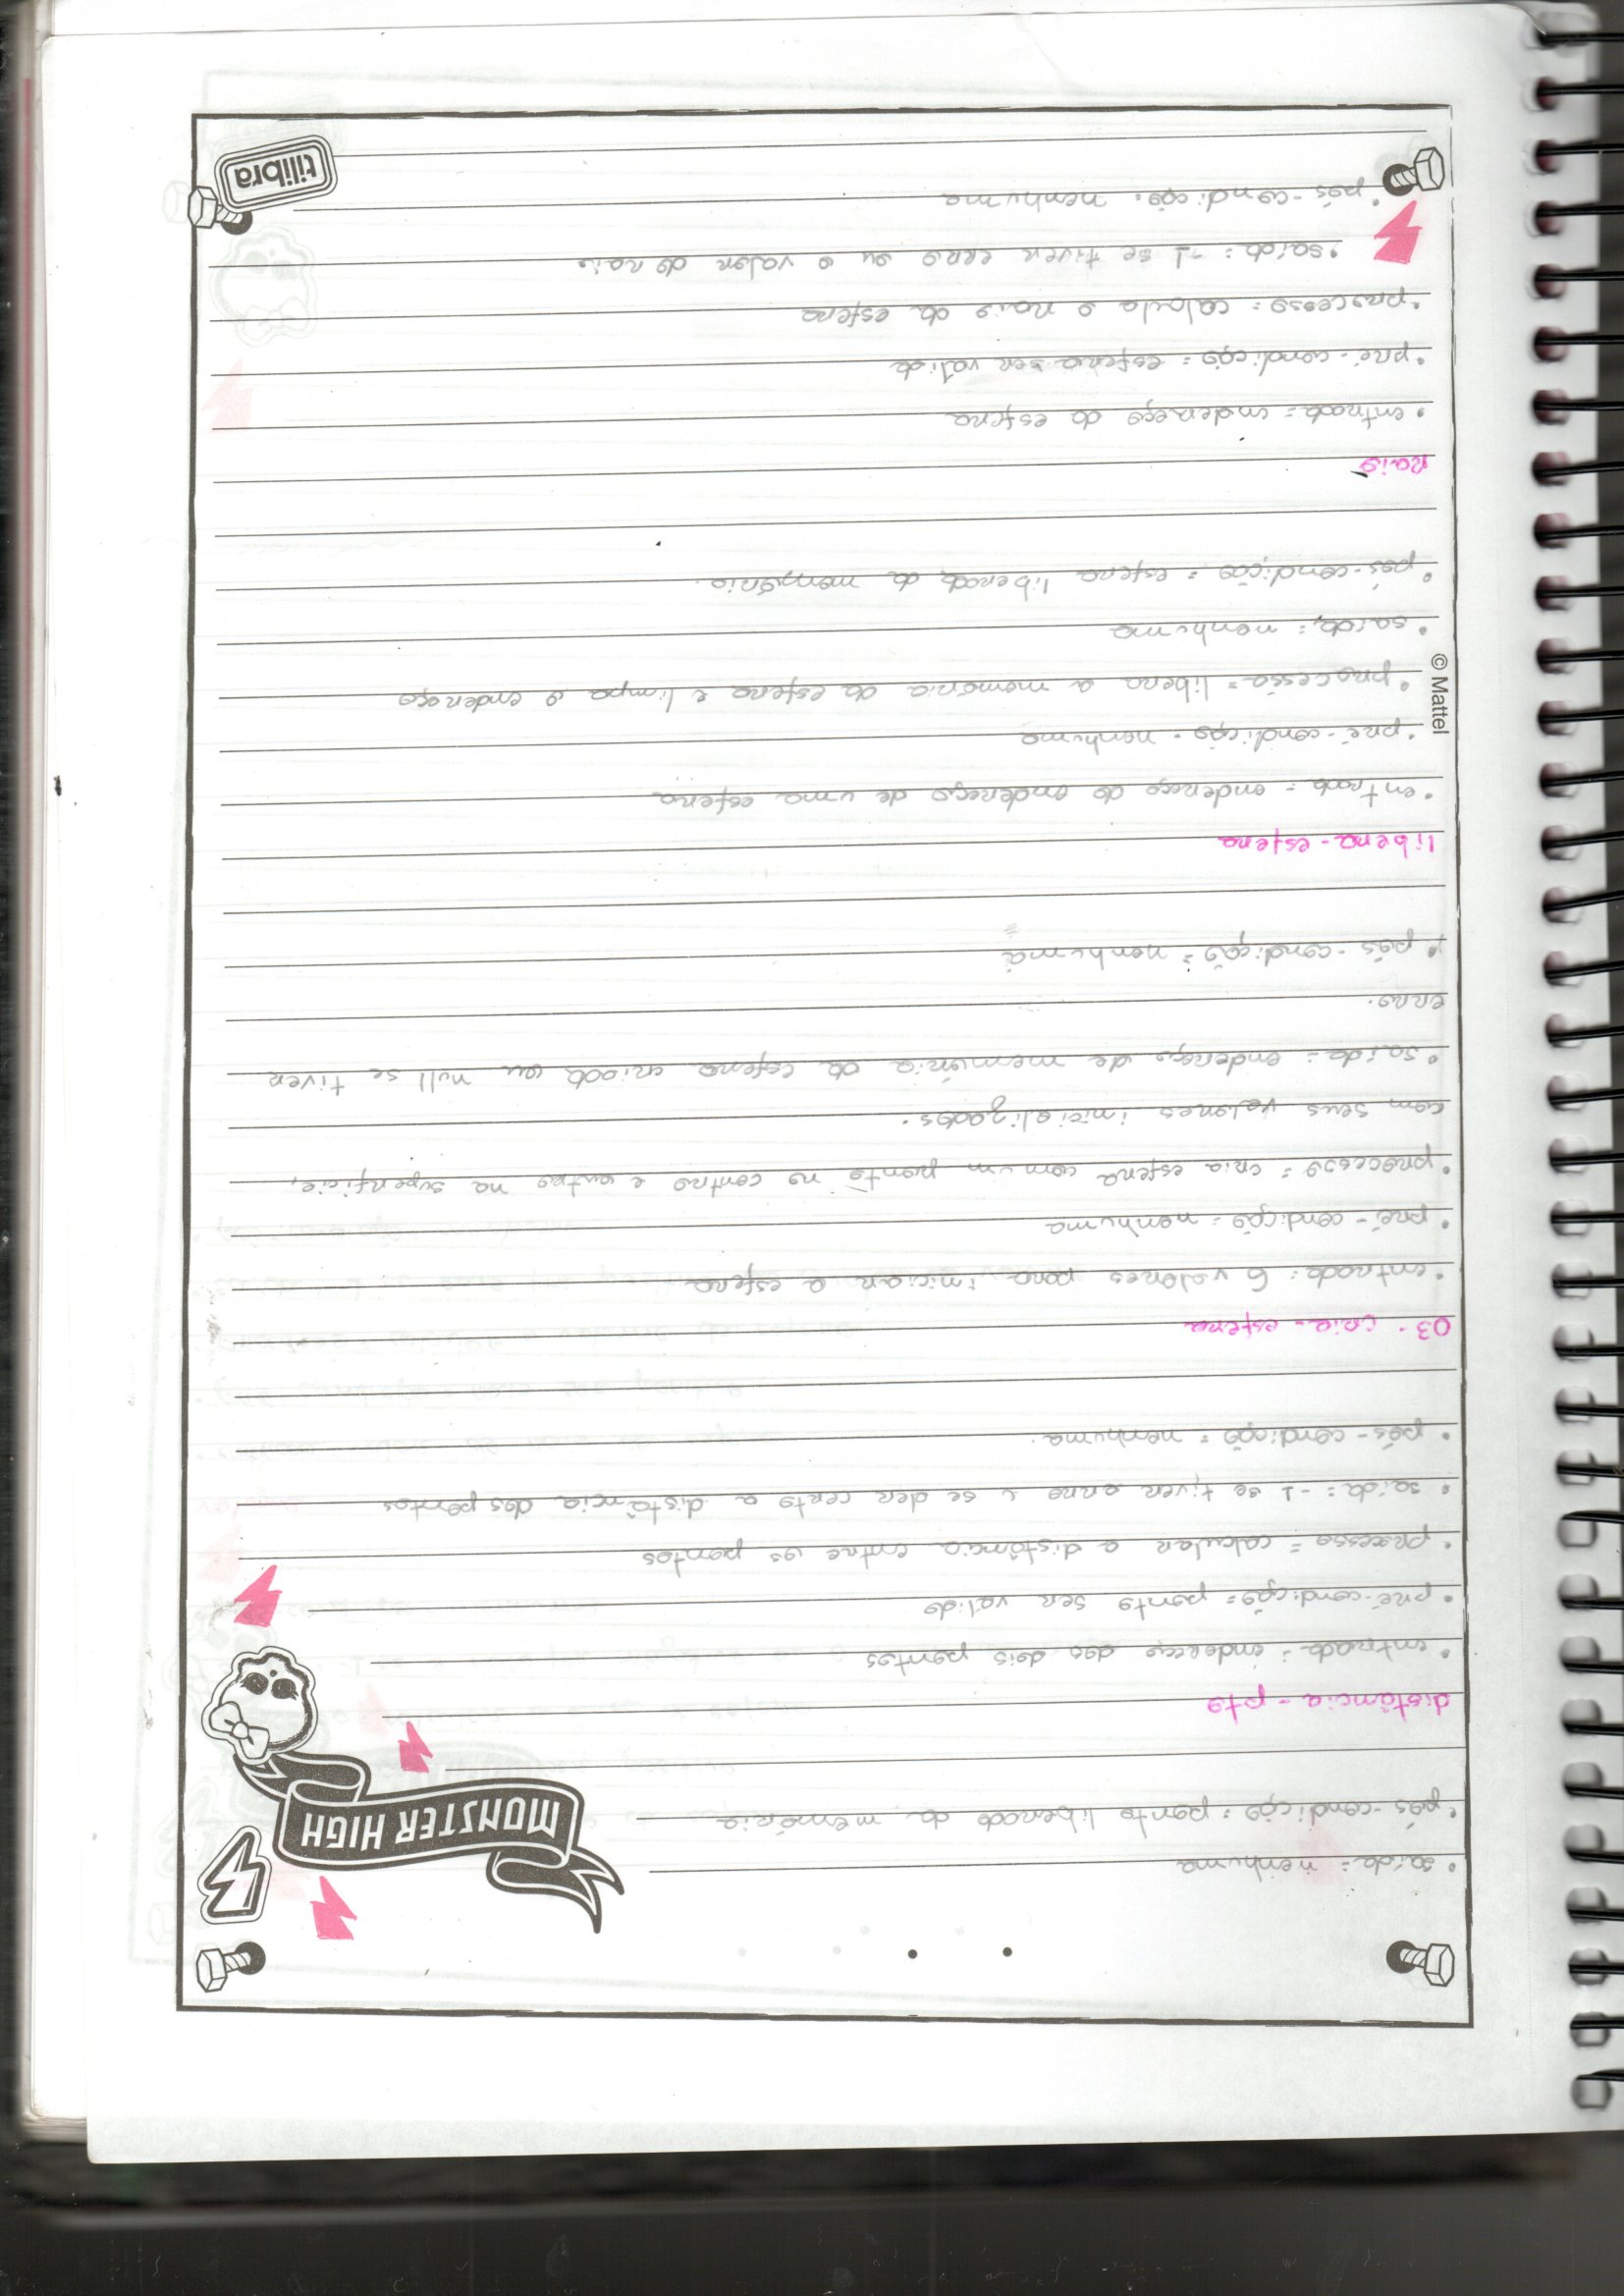 MONSTER HIGH
• saída = nenhuma
• pós-condição = ponto liberado da memória
distância - pto
• entrada = endereço dos dois pontos
• pré-condição = ponto ser valido
• processo = calcular a distância entre os pontos
• saida = -1 se tiver erro e se der certo a distância dos pontos
• pós-condição = nenhuma.
03. cria-esfera
• entrada = 6 valores para iniciar a esfera
• pré-condição = nenhuma
• processo = cria esfera com um ponto no centro e outro na superfície,
com seus valores inicializados.
• saída = endereço de memória da esfera criada ou null se tiver
erro.
• pós-condição = nenhuma
libera-esfera
• entrada = endereço do endereço de uma esfera
• pré-condição = nenhuma
• processo = libera a memoria da esfera e limpa o endereço
• saída = nenhuma
• pós-condição = esfera liberada da memória.
© Mattel
raio
• entrada = endereço da esfera
• pré-condição = esfera ser valida
• processo = calcula o raio da esfera
• saída = -1 se tiver erro ou o valor do raio
• pós-condição = nenhuma
tilibra